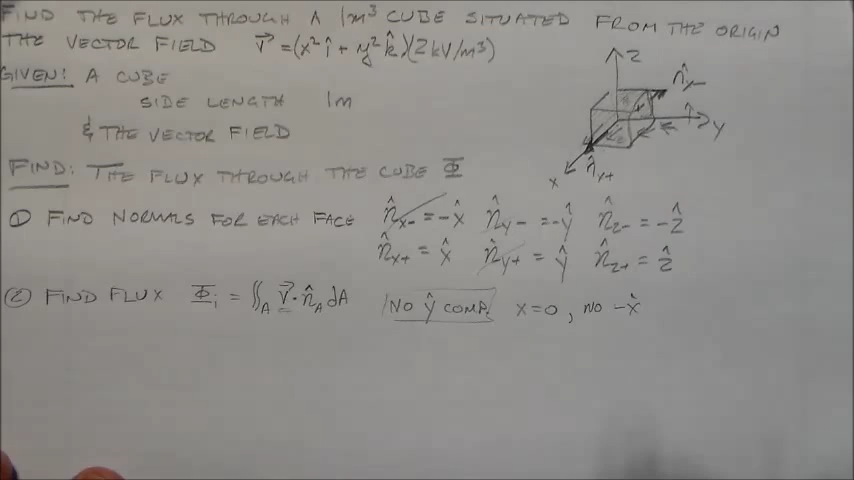 FIND THE FLUX THROUGH A 1m³ CUBE SITUATED FROM THE ORIGIN
THE VECTOR FIELD V⃗ = (x² î + y² k̂)(2kV/m³)
GIVEN: A CUBE
SIDE LENGTH 1m
& THE VECTOR FIELD
FIND: THE FLUX THROUGH THE CUBE Φ
z
y
x
n̂x+
① FIND NORMALS FOR EACH FACE n̂x- = -x̂ n̂y- = -ŷ n̂z- = -ẑ
n̂x+ = x̂ n̂y+ = ŷ n̂z+ = ẑ
② FIND FLUX Φi = ∬A V⃗·n̂A dA NO ŷ COMP. x=0, NO -x̂